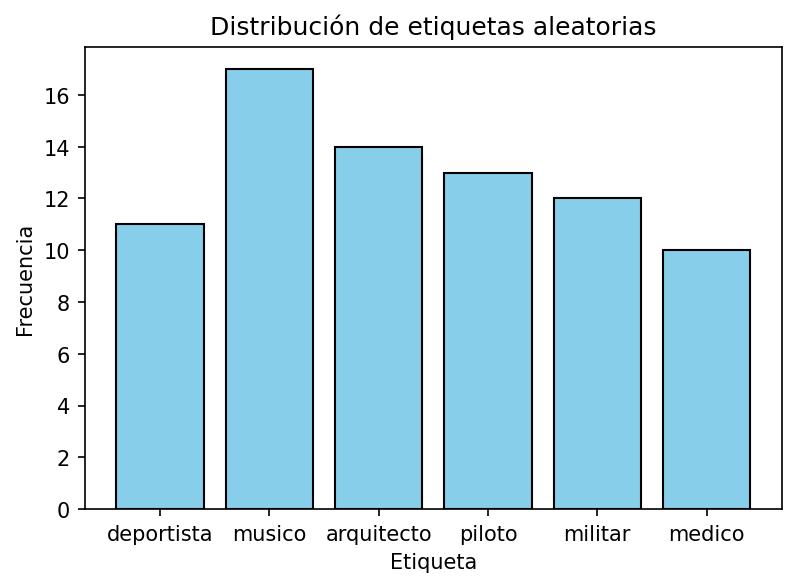 Distribución de etiquetas aleatorias
Frecuencia
16
14
12
10
8
6
4
2
0
deportista musico arquitecto piloto militar medico
Etiqueta